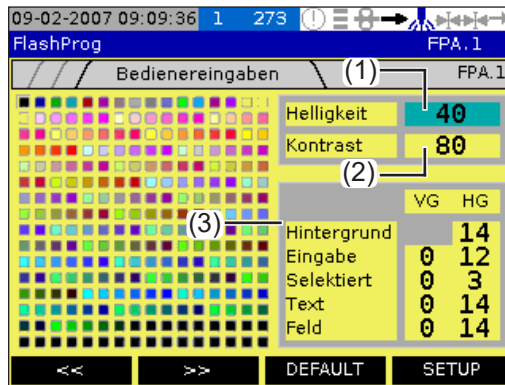 09-02-2007 09:09:36 1 273
FlashProg FPA.1
Bedienereingaben FPA.1
(1)
Helligkeit 40
Kontrast 80
(2)
VG HG
(3)
Hintergrund 14
Eingabe 0 12
Selektiert 0 3
Text 0 14
Feld 0 14
<< >> DEFAULT SETUP